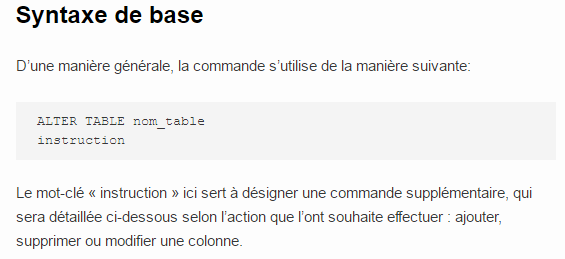 Syntaxe de base
D’une manière générale, la commande s’utilise de la manière suivante:
ALTER TABLE nom_table
instruction
Le mot-clé « instruction » ici sert à désigner une commande supplémentaire, qui
sera détaillée ci-dessous selon l’action que l’ont souhaite effectuer : ajouter,
supprimer ou modifier une colonne.